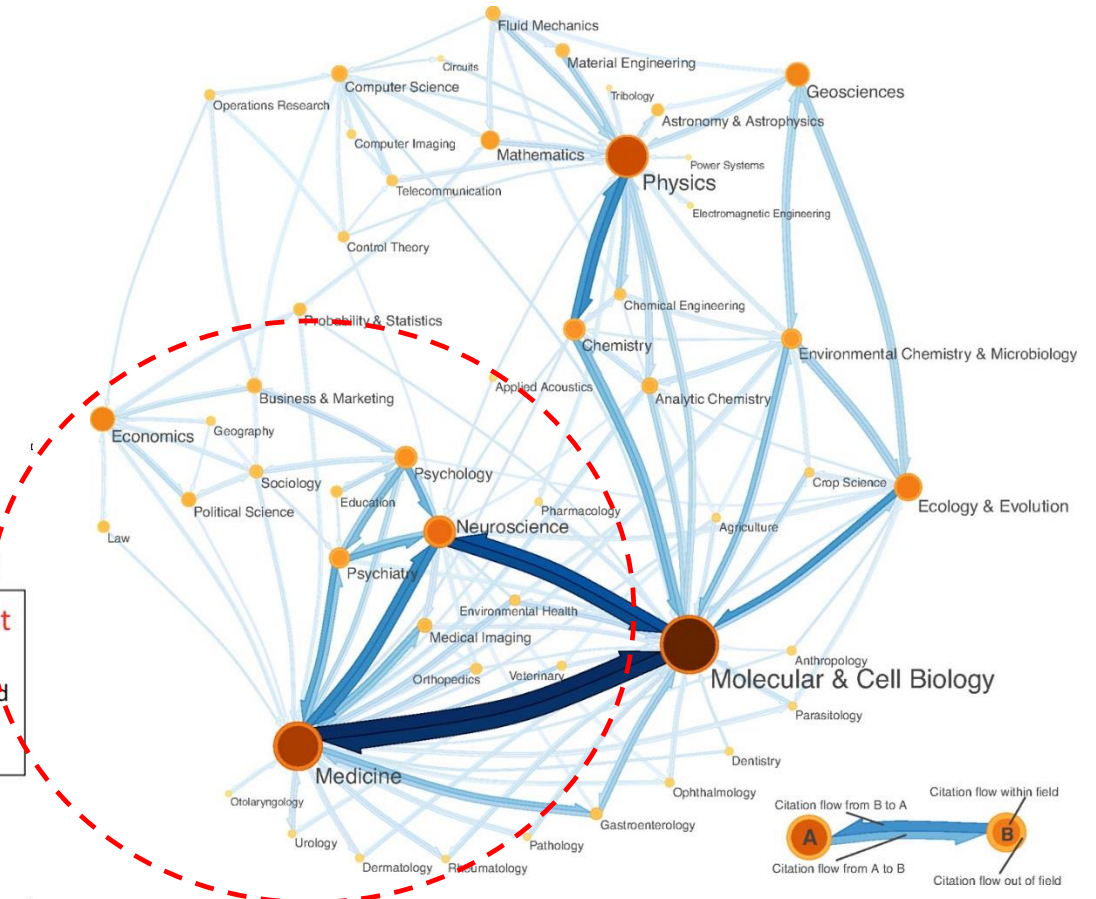 Fluid Mechanics
Material Engineering
Circuits
Computer Science
Geosciences
Operations Research
Tribology
Astronomy & Astrophysics
Computer Imaging
Mathematics
Power Systems
Physics
Telecommunication
Electromagnetic Engineering
Control Theory
Chemical Engineering
Probability & Statistics
Chemistry
Environmental Chemistry & Microbiology
Applied Acoustics
Analytic Chemistry
Business & Marketing
Economics
Geography
Psychology
Sociology
Crop Science
Education
Political Science
Pharmacology
Ecology & Evolution
Neuroscience
Agriculture
Law
Psychiatry
Environmental Health
Medical Imaging
Anthropology
Orthopedics
Veterinary
Molecular & Cell Biology
Parasitology
Dentistry
Medicine
Ophthalmology
Otolaryngology
Gastroenterology
Urology
Pathology
Dermatology
Rheumatology
Citation flow from B to A
Citation flow within field
A
B
Citation flow from A to B
Citation flow out of field